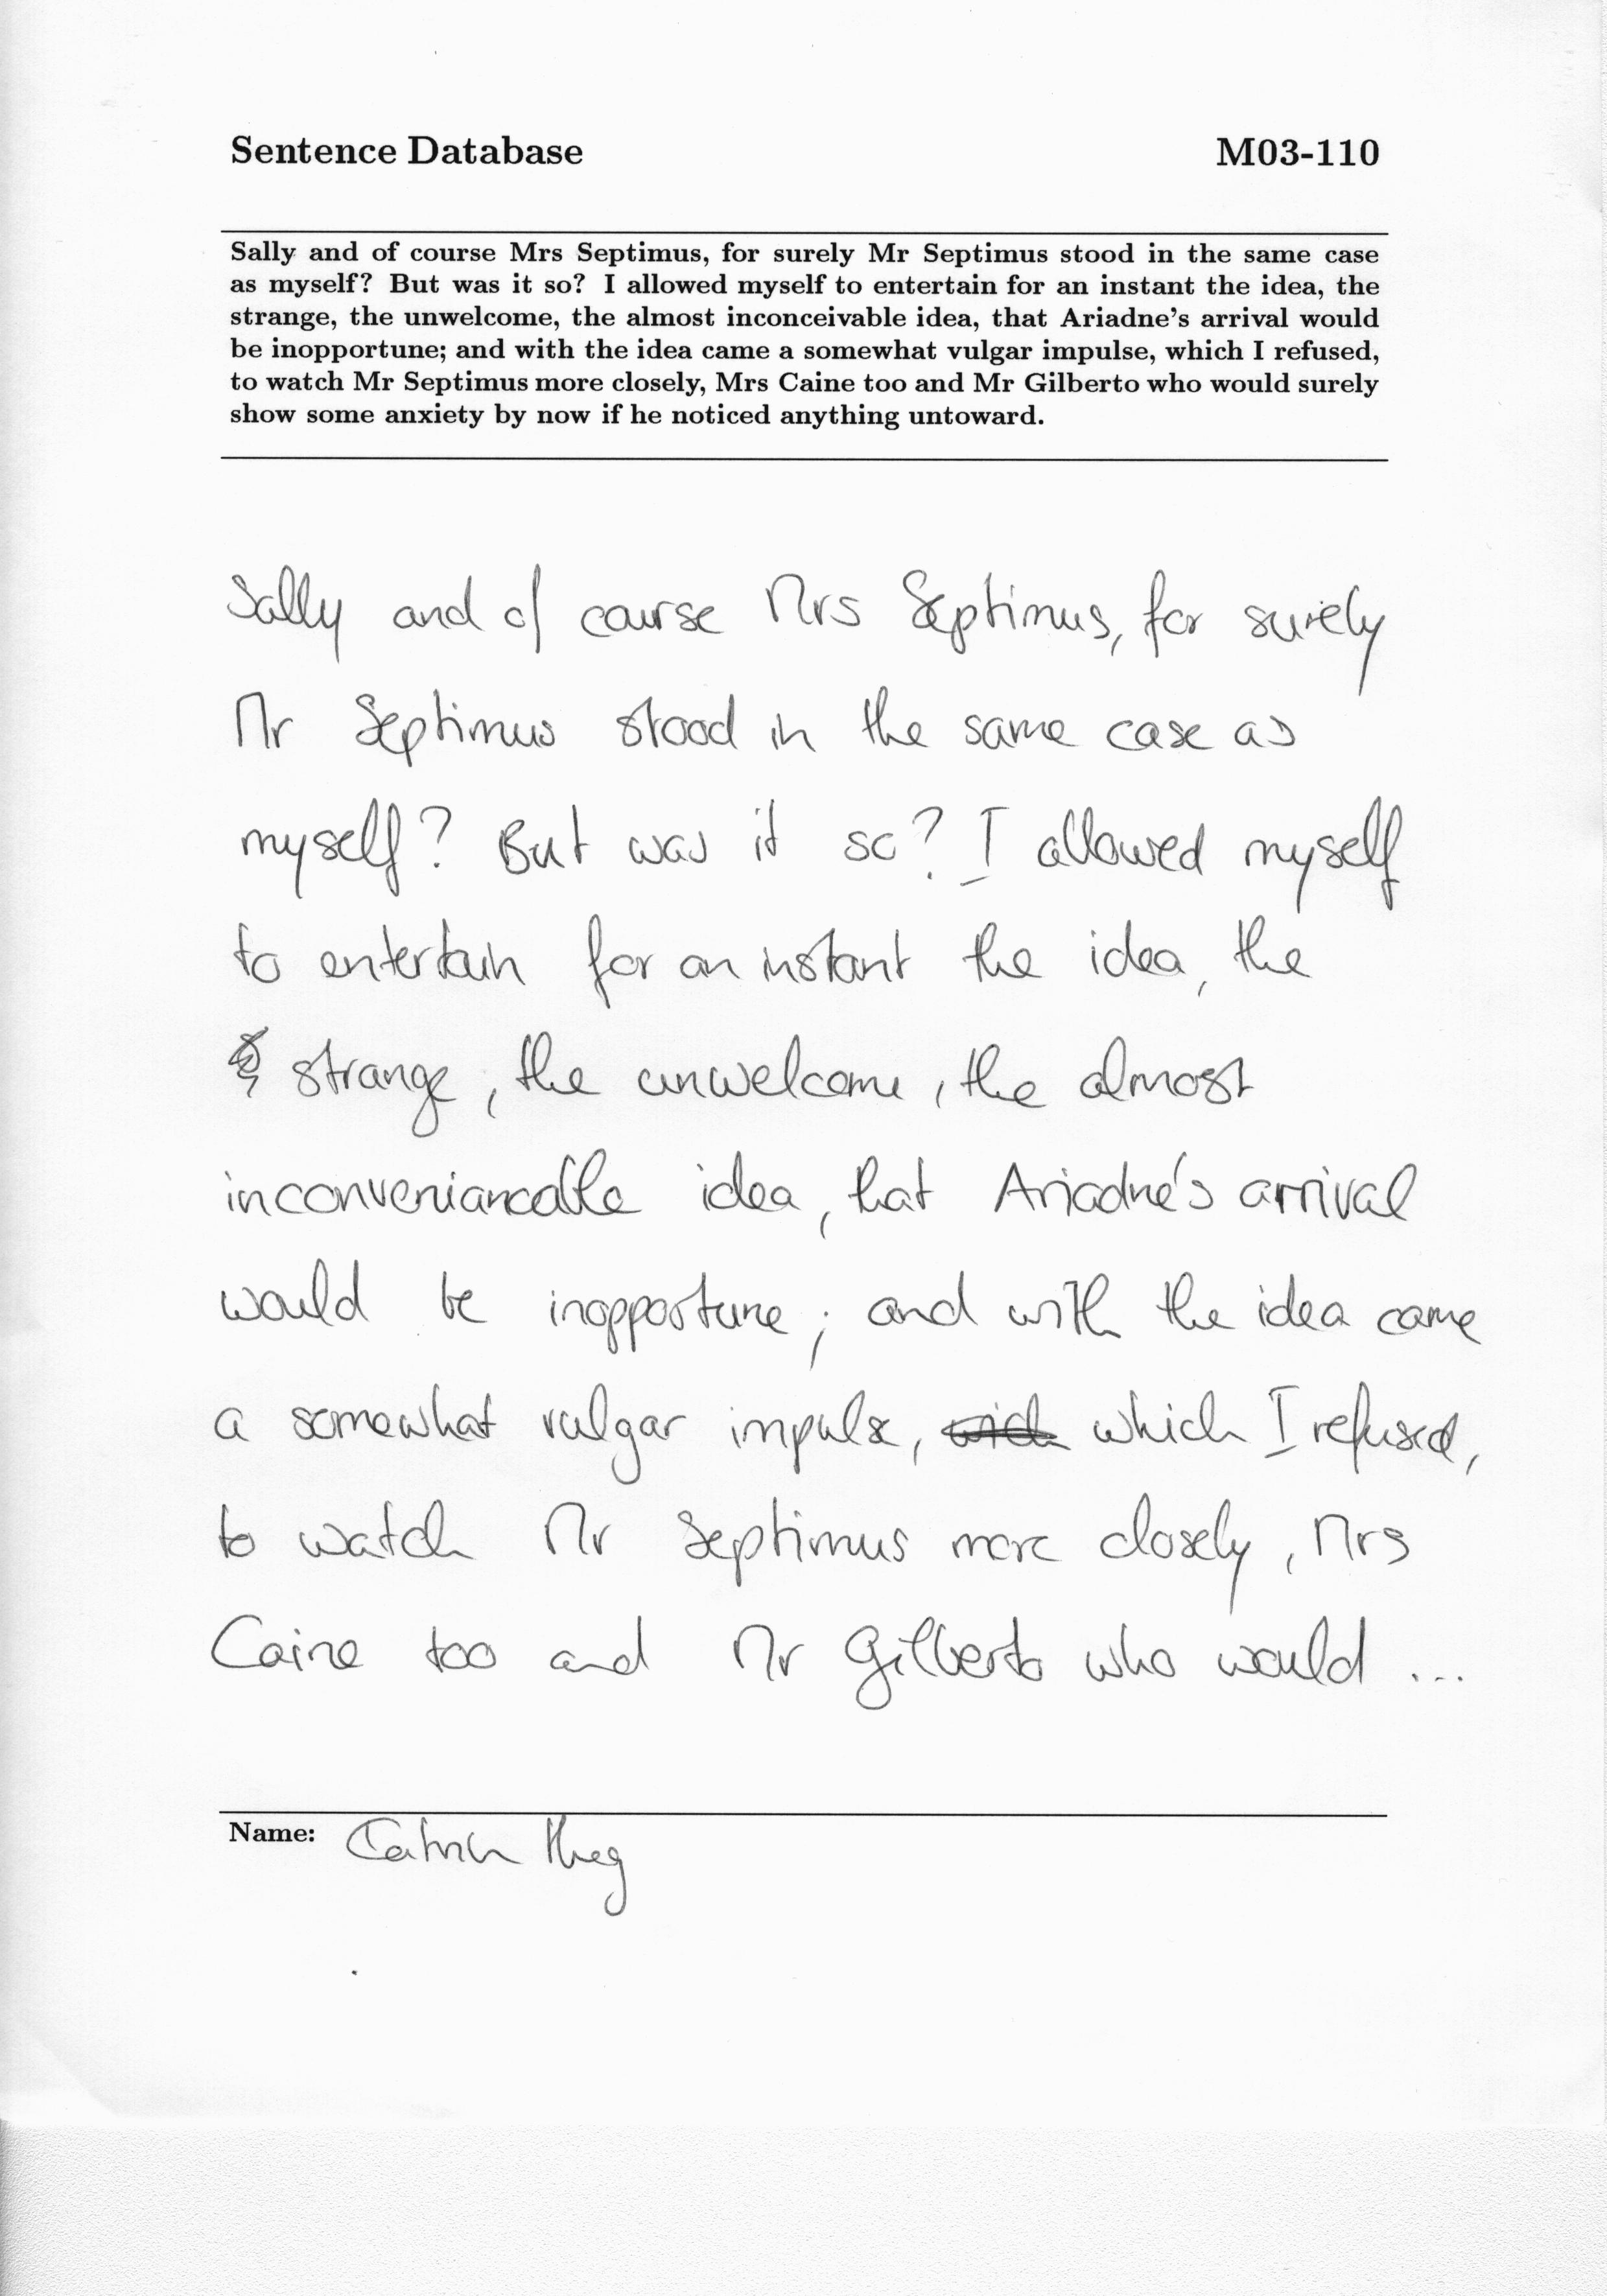 Sentence Database M03-110
Sally and of course Mrs Septimus, for surely Mr Septimus stood in the same case
as myself? But was it so? I allowed myself to entertain for an instant the idea, the
strange, the unwelcome, the almost inconceivable idea, that Ariadne's arrival would
be inopportune; and with the idea came a somewhat vulgar impulse, which I refused,
to watch Mr Septimus more closely, Mrs Caine too and Mr Gilberto who would surely
show some anxiety by now if he noticed anything untoward.
Sally and of course Mrs Septimus, for surely
Mr Septimus stood in the same case as
myself? But was it so? I allowed myself
to entertain for an instant the idea, the
strange, the unwelcome, the almost
inconveniancable idea, that Ariadne's arrival
would be inopportune; and with the idea came
a somewhat vulgar impulse, which I refused,
to watch Mr Septimus more closely, Mrs
Caine too and Mr Gilberto who would ...
Name: